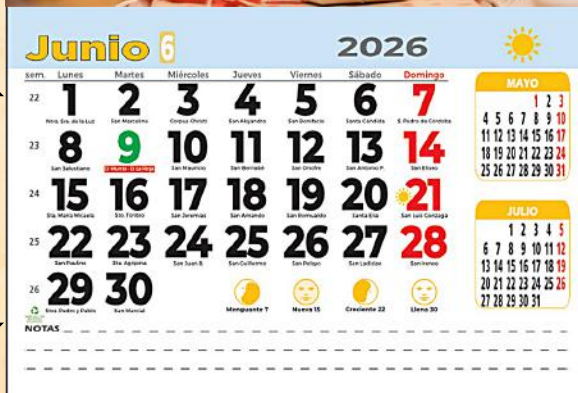 Junio 6 2026
sem. Lunes Martes Miércoles Jueves Viernes Sábado Domingo
22 1 2 3 4 5 6 7
Ntra. Sra. de la Luz San Marcelino Corpus Christi San Alejandro San Bonifacio Santa Cándida S. Pedro de Córdoba
23 8 9 10 11 12 13 14
San Salustiano D. Murcia - D. La Rioja San Mauricio San Bernabé San Onofre San Antonio P. San Eliseo
24 15 16 17 18 19 20 21
Sta. María Micaela Sto. Toribio San Jeremías San Amando San Romualdo Santa Elia San Luis Gonzaga
25 22 23 24 25 26 27 28
San Paulino Sta. Agripina San Juan B. San Guillermo San Pelayo San Ladislao San Ireneo
26 29 30
Stos. Pedro y Pablo San Marcial Menguante 7 Nueva 15 Creciente 22 Llena 30
NOTAS
MAYO
1 2 3
4 5 6 7 8 9 10
11 12 13 14 15 16 17
18 19 20 21 22 23 24
25 26 27 28 29 30 31
JULIO
1 2 3 4 5
6 7 8 9 10 11 12
13 14 15 16 17 18 19
20 21 22 23 24 25 26
27 28 29 30 31